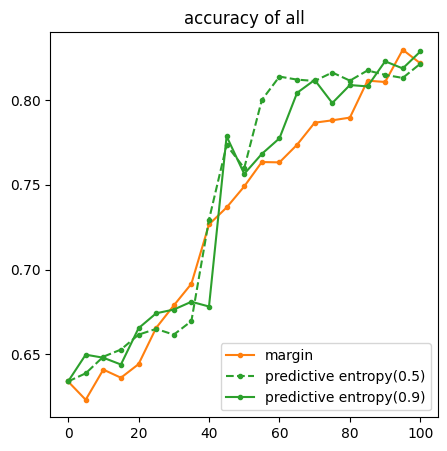 accuracy of all
0.80
0.75
0.70
0.65
margin
predictive entropy(0.5)
predictive entropy(0.9)
0 20 40 60 80 100